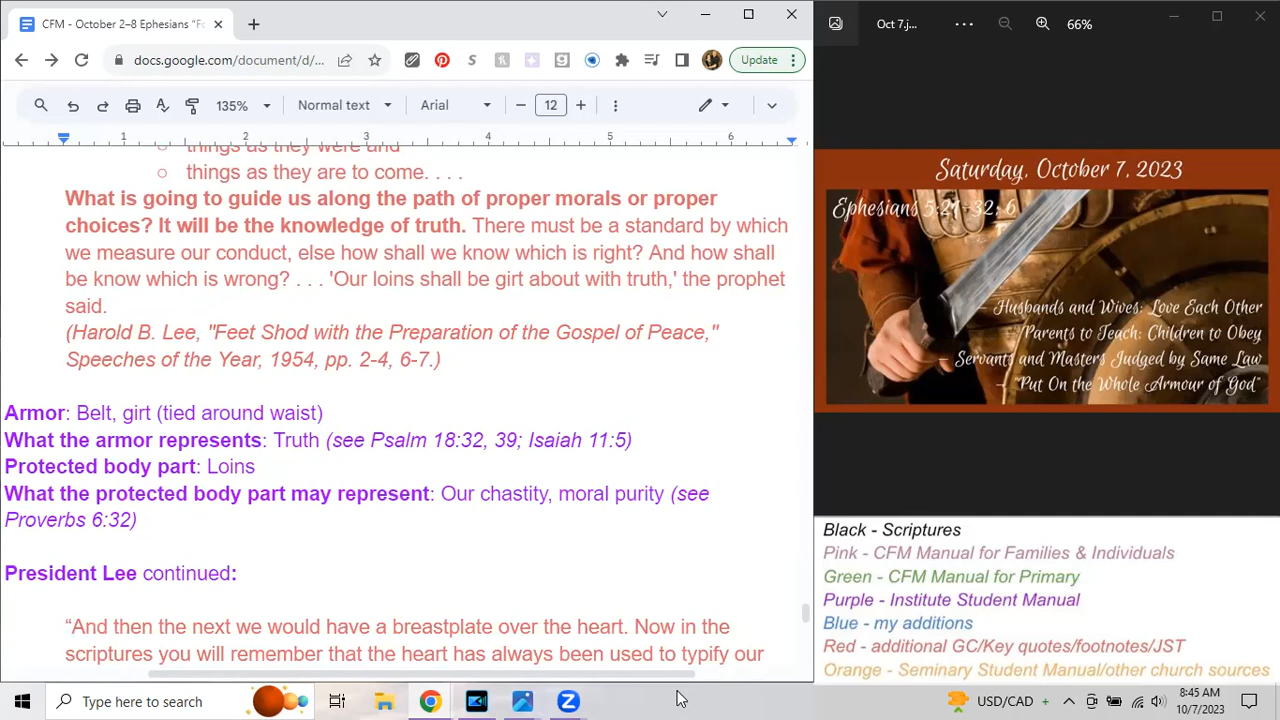 CFM - October 2–8 Ephesians "Fo
docs.google.com/document/d/...
Update
135%
Normal text
Arial
12
1 2 3 4 5 6
things as they were and
things as they are to come. . . .
What is going to guide us along the path of proper morals or proper
choices? It will be the knowledge of truth. There must be a standard by which
we measure our conduct, else how shall we know which is right? And how shall
be know which is wrong? . . . 'Our loins shall be girt about with truth,' the prophet
said.
(Harold B. Lee, "Feet Shod with the Preparation of the Gospel of Peace,"
Speeches of the Year, 1954, pp. 2-4, 6-7.)
Armor: Belt, girt (tied around waist)
What the armor represents: Truth (see Psalm 18:32, 39; Isaiah 11:5)
Protected body part: Loins
What the protected body part may represent: Our chastity, moral purity (see
Proverbs 6:32)
President Lee continued:
“And then the next we would have a breastplate over the heart. Now in the
scriptures you will remember that the heart has always been used to typify our
Oct 7.j...
66%
Saturday, October 7, 2023
Ephesians 5:21-32; 6
– Husbands and Wives: Love Each Other
– Parents to Teach: Children to Obey
– Servants and Masters Judged by Same Law
– "Put On the Whole Armour of God"
Black - Scriptures
Pink - CFM Manual for Families & Individuals
Green - CFM Manual for Primary
Purple - Institute Student Manual
Blue - my additions
Red - additional GC/Key quotes/footnotes/JST
Orange - Seminary Student Manual/other church sources
Type here to search
USD/CAD +
8:45 AM
10/7/2023